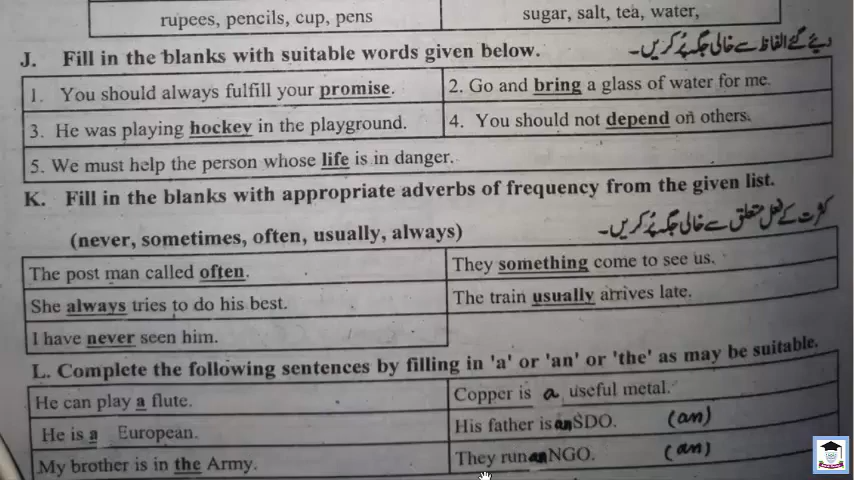 rupees, pencils, cup, pens
sugar, salt, tea, water,
J. Fill in the blanks with suitable words given below.
دیئے گئے الفاظ سے خالی جگہ پُر کریں۔
1. You should always fulfill your promise.
2. Go and bring a glass of water for me.
3. He was playing hockey in the playground.
4. You should not depend on others.
5. We must help the person whose life is in danger.
K. Fill in the blanks with appropriate adverbs of frequency from the given list.
(never, sometimes, often, usually, always)
کثرت کے فعل متعلق سے خالی جگہ پُر کریں۔
The post man called often.
They something come to see us.
She always tries to do his best.
The train usually arrives late.
I have never seen him.
L. Complete the following sentences by filling in 'a' or 'an' or 'the' as may be suitable.
He can play a flute.
Copper is a useful metal.
He is a European.
His father is an SDO. (an)
My brother is in the Army.
They run an NGO. (an)